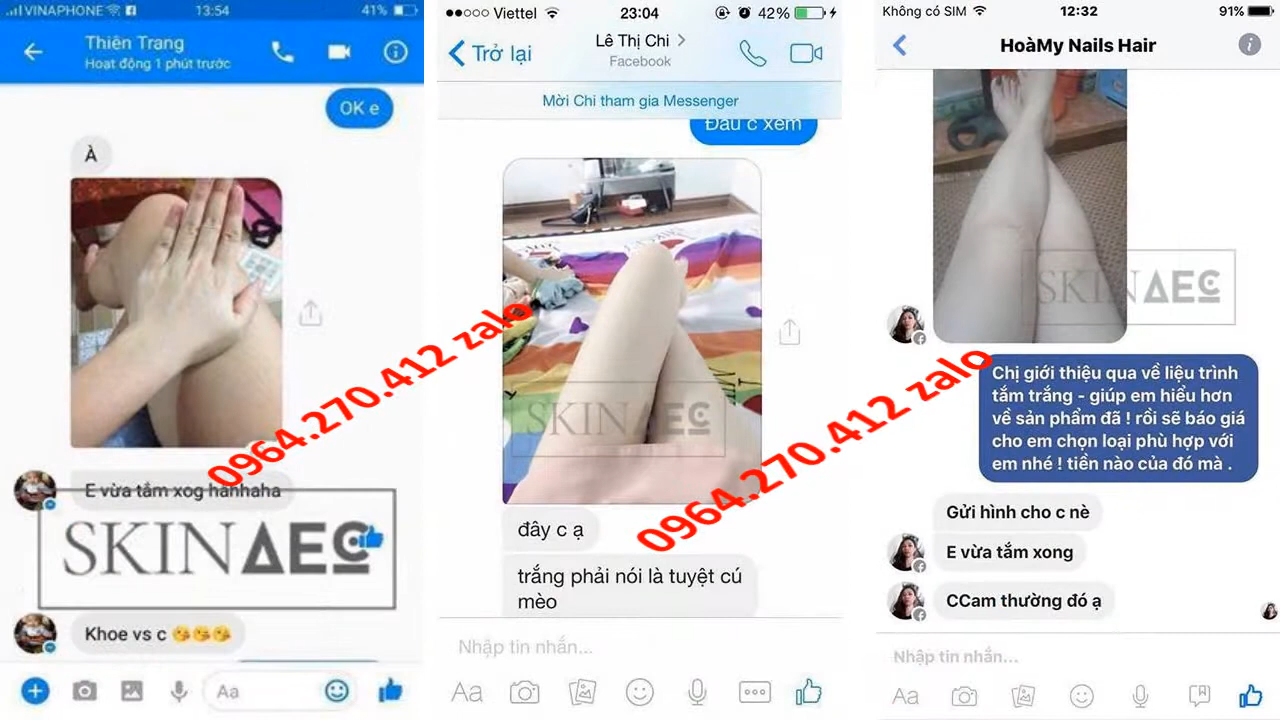 VINAPHONE
13:54
41%
Thiên Trang
Hoạt động 1 phút trước
OK e
À
E vừa tắm xog hahhaha
SKINAEC
Khoe vs c 😘😘😘
Aa
Viettel
23:04
42%
Trở lại
Lê Thị Chi
Facebook
Mời Chi tham gia Messenger
Đâu c xem
SKINAEC
đây c ạ
trắng phải nói là tuyệt cú
mèo
Nhập tin nhắn...
Aa
Không có SIM
12:32
91%
HoàMy Nails Hair
SKINAEC
Chị giới thiệu qua về liệu trình
tắm trắng - giúp em hiểu hơn
về sản phẩm đã ! rồi sẽ báo giá
cho em chọn loại phù hợp với
em nhé ! tiền nào của đó mà .
Gửi hình cho c nè
E vừa tắm xong
CCam thường đó ạ
Nhập tin nhắn...
Aa
0964.270.412 zalo
0964.270.412 zalo